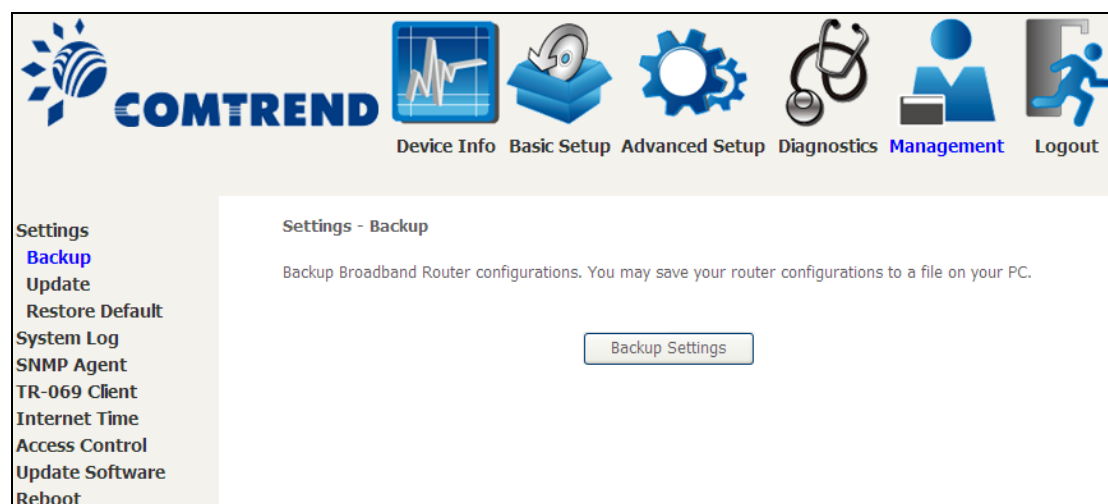 COMTREND
Device Info Basic Setup Advanced Setup Diagnostics Management Logout
Settings
Backup
Update
Restore Default
System Log
SNMP Agent
TR-069 Client
Internet Time
Access Control
Update Software
Reboot
Settings - Backup
Backup Broadband Router configurations. You may save your router configurations to a file on your PC.
Backup Settings